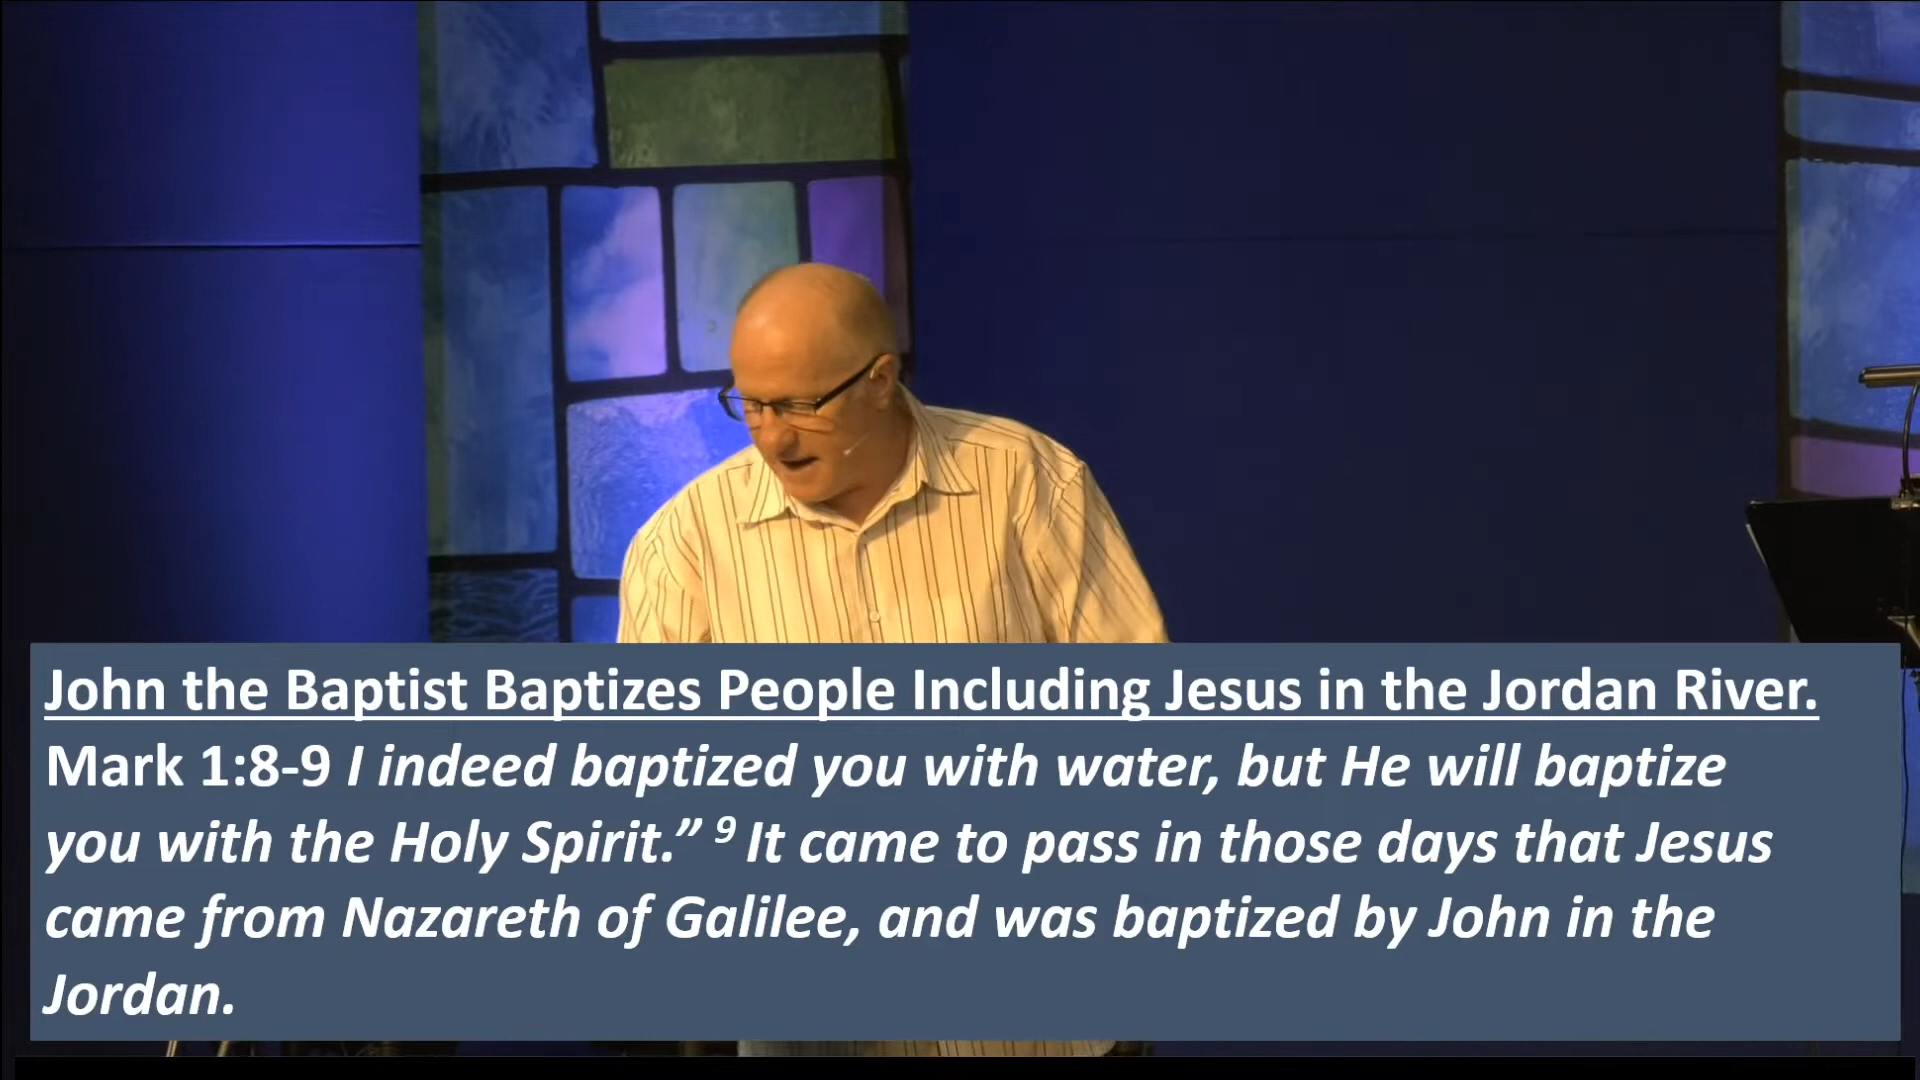 John the Baptist Baptizes People Including Jesus in the Jordan River.
Mark 1:8-9 I indeed baptized you with water, but He will baptize
you with the Holy Spirit.” ⁹ It came to pass in those days that Jesus
came from Nazareth of Galilee, and was baptized by John in the
Jordan.